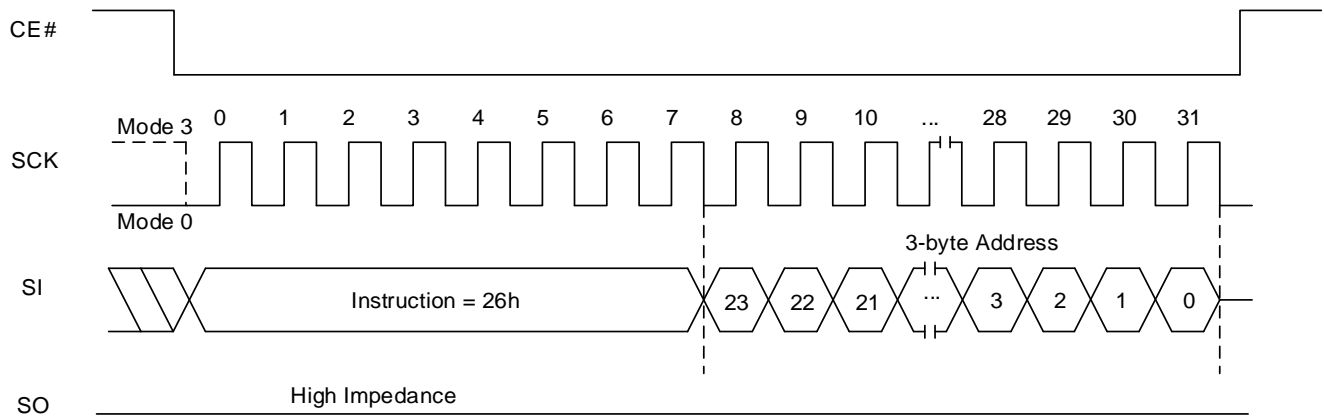 CE#
0 1 2 3 4 5 6 7 8 9 10 ... 28 29 30 31
Mode 3
SCK
Mode 0
3-byte Address
SI
Instruction = 26h 23 22 21 ... 3 2 1 0
High Impedance
SO